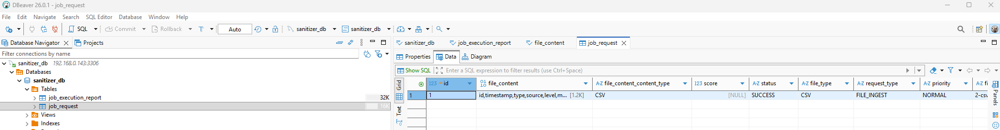 DBeaver 26.0.1 - job_request
File Edit Navigate Search SQL Editor Database Window Help
SQL Commit Rollback Auto sanitizer_db sanitizer_db
Database Navigator Projects
Filter connections by name
sanitizer_db 192.168.0.143:3306
Databases
sanitizer_db
Tables
job_execution_report 32K
job_request 16K
Views
Indexes
sanitizer_db job_execution_report file_content job_request
Properties Data Diagram
Show SQL Enter a SQL expression to filter results (use Ctrl+Space)
Grid
Text
123 id 01 10 file_content A-Z file_content_content_type 123 score A-Z status A-Z file_type A-Z request_type A-Z priority A-Z fi
1 1 id,timestamp,type,source,level,m... [1.2K] CSV [NULL] SUCCESS CSV FILE_INGEST NORMAL 2-csv
Panels